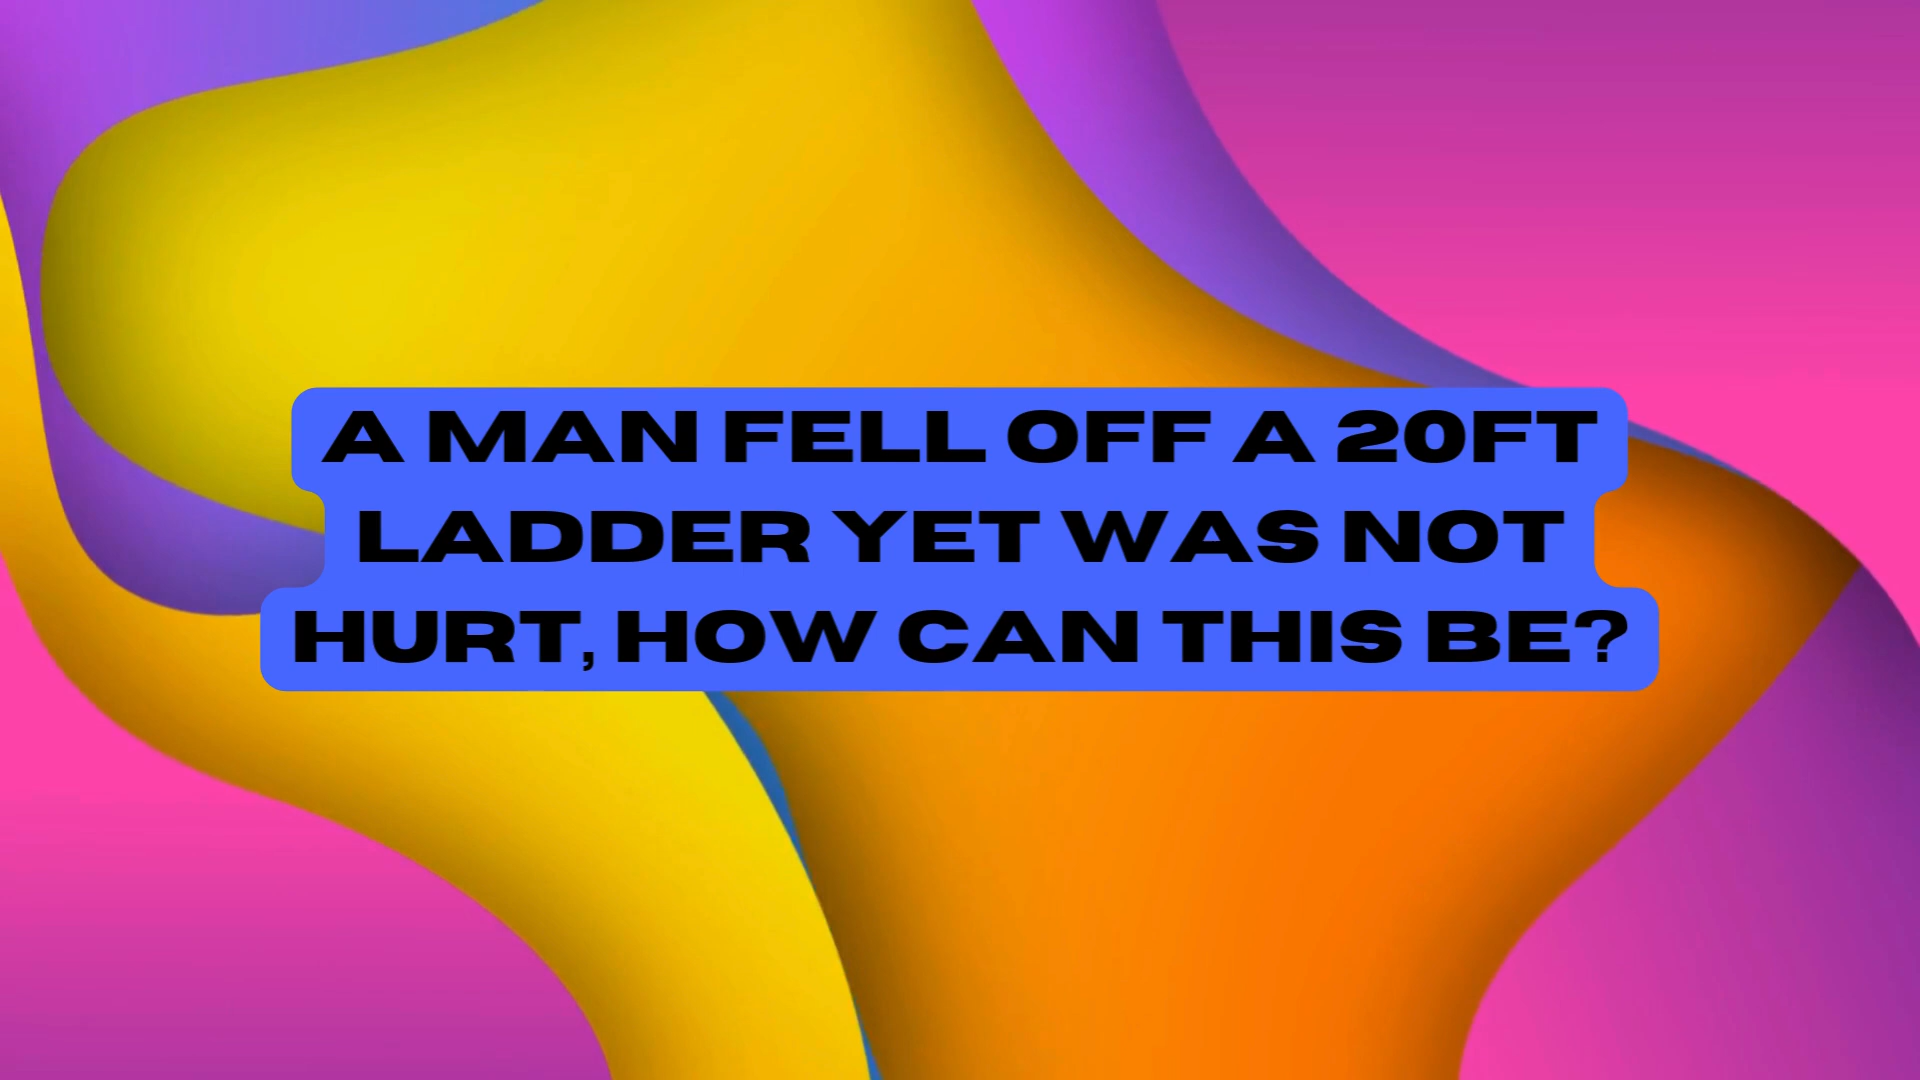 A MAN FELL OFF A 20FT
LADDER YET WAS NOT
HURT, HOW CAN THIS BE?